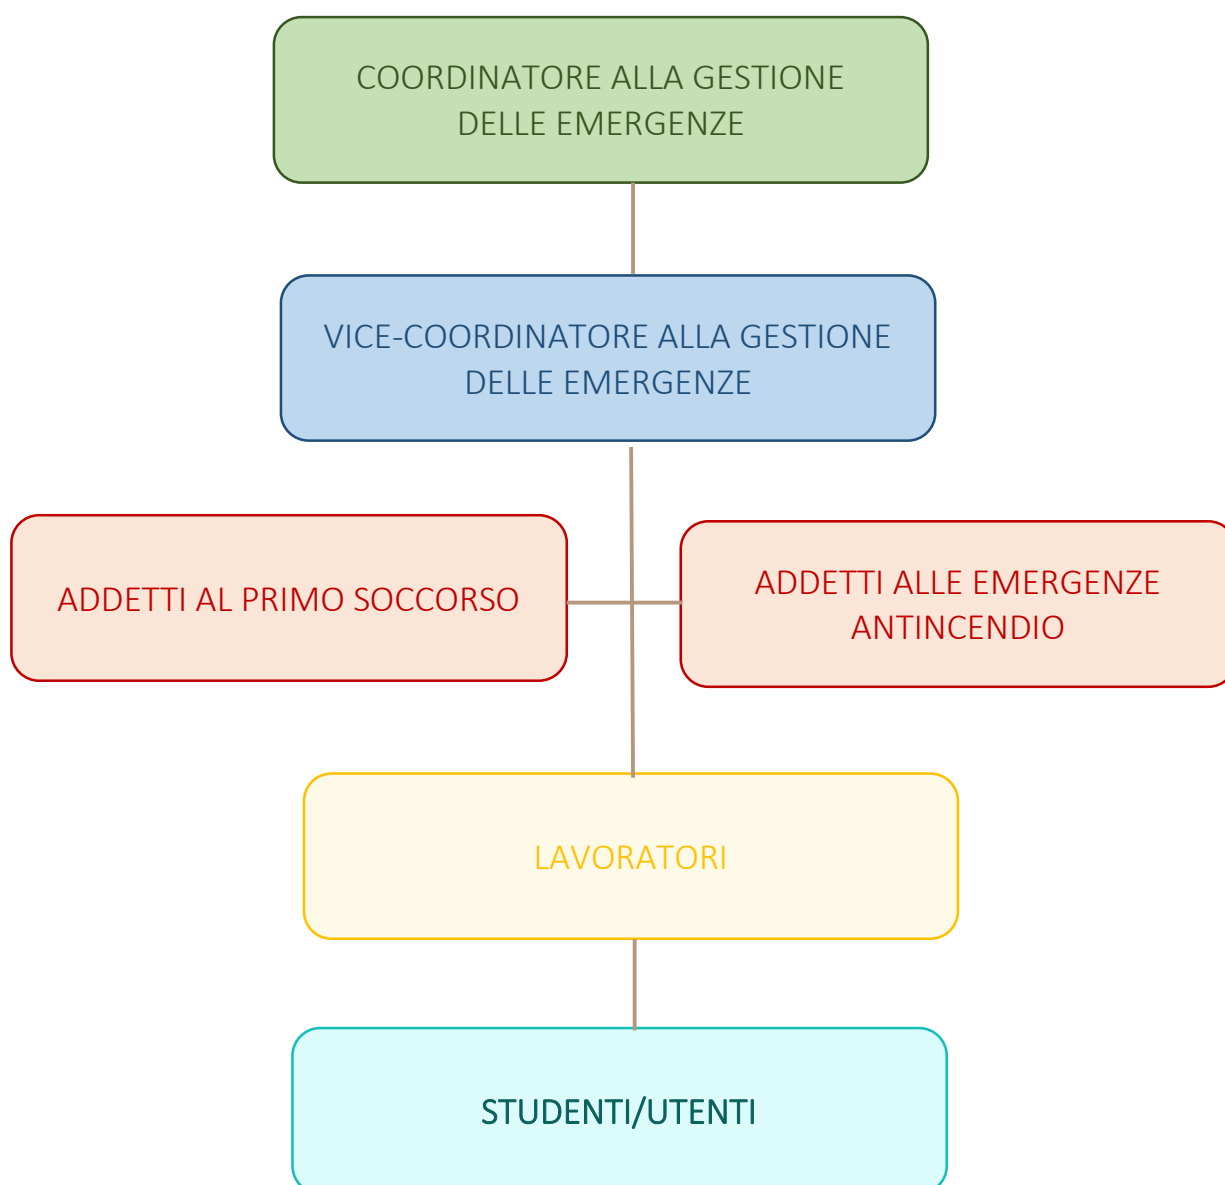 COORDINATORE ALLA GESTIONE
DELLE EMERGENZE
VICE-COORDINATORE ALLA GESTIONE
DELLE EMERGENZE
ADDETTI AL PRIMO SOCCORSO
ADDETTI ALLE EMERGENZE
ANTINCENDIO
LAVORATORI
STUDENTI/UTENTI